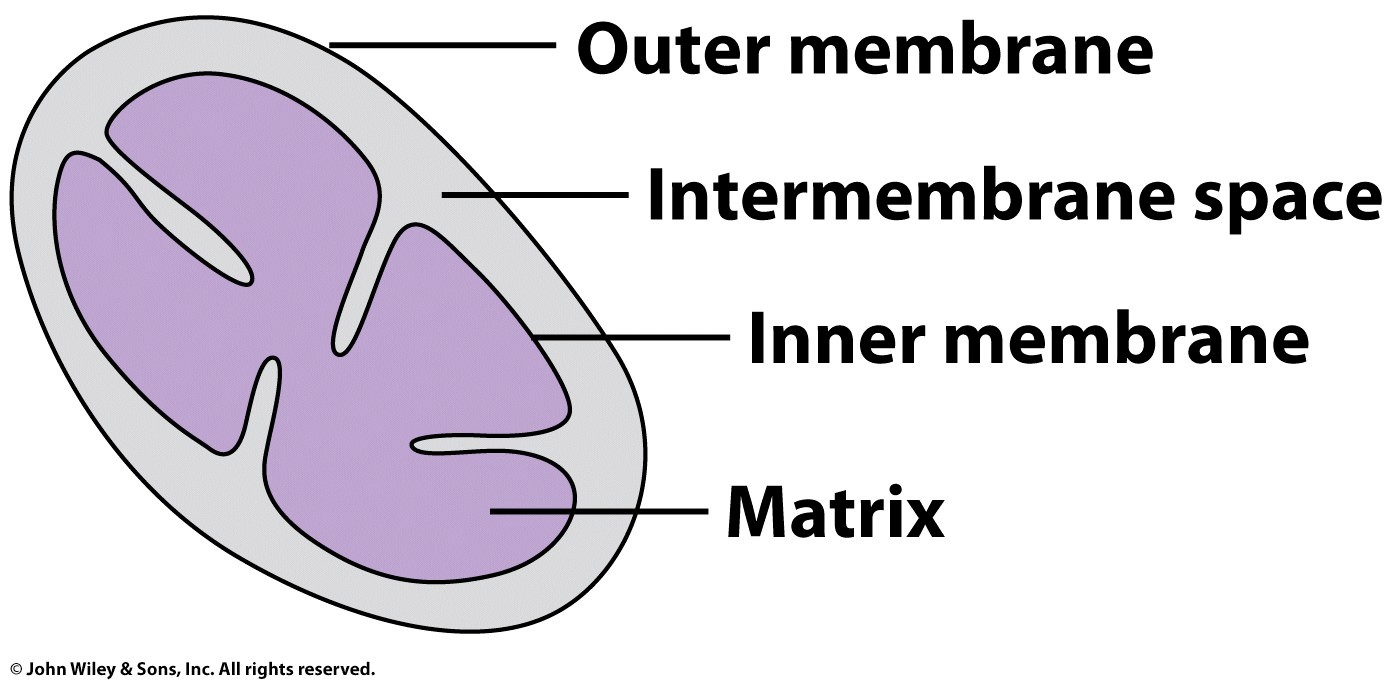 Outer membrane
Intermembrane space
Inner membrane
Matrix
© John Wiley & Sons, Inc. All rights reserved.